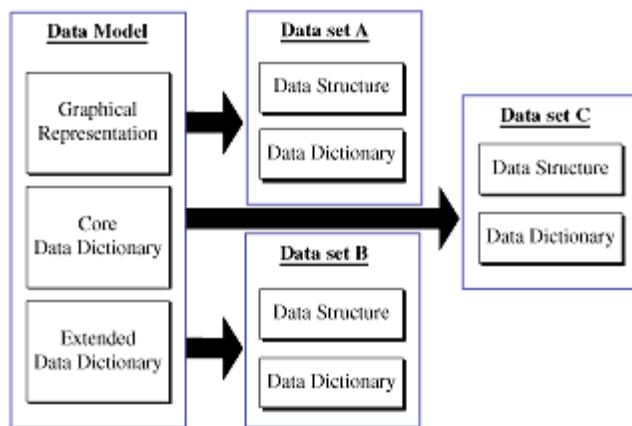 Data Model
Graphical
Representation
Core
Data Dictionary
Extended
Data Dictionary
Data set A
Data Structure
Data Dictionary
Data set B
Data Structure
Data Dictionary
Data set C
Data Structure
Data Dictionary